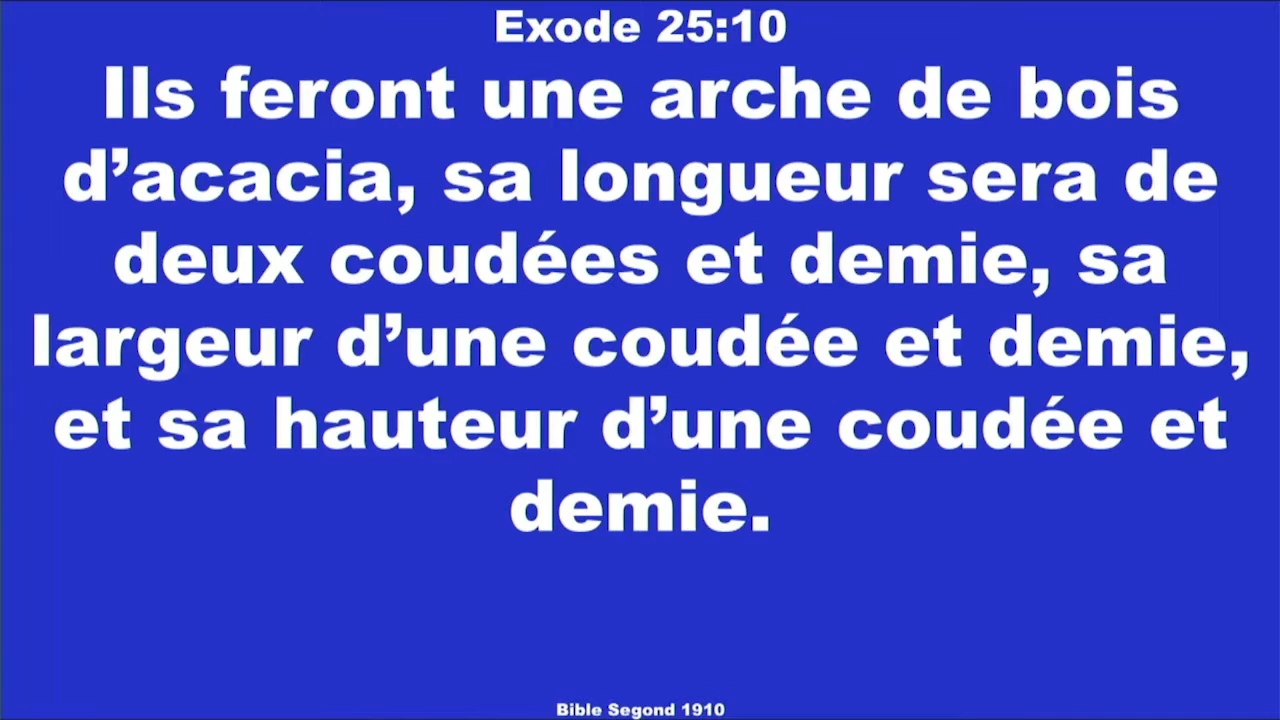 Exode 25:10
Ils feront une arche de bois
d’acacia, sa longueur sera de
deux coudées et demie, sa
largeur d’une coudée et demie,
et sa hauteur d’une coudée et
demie.
Bible Segond 1910